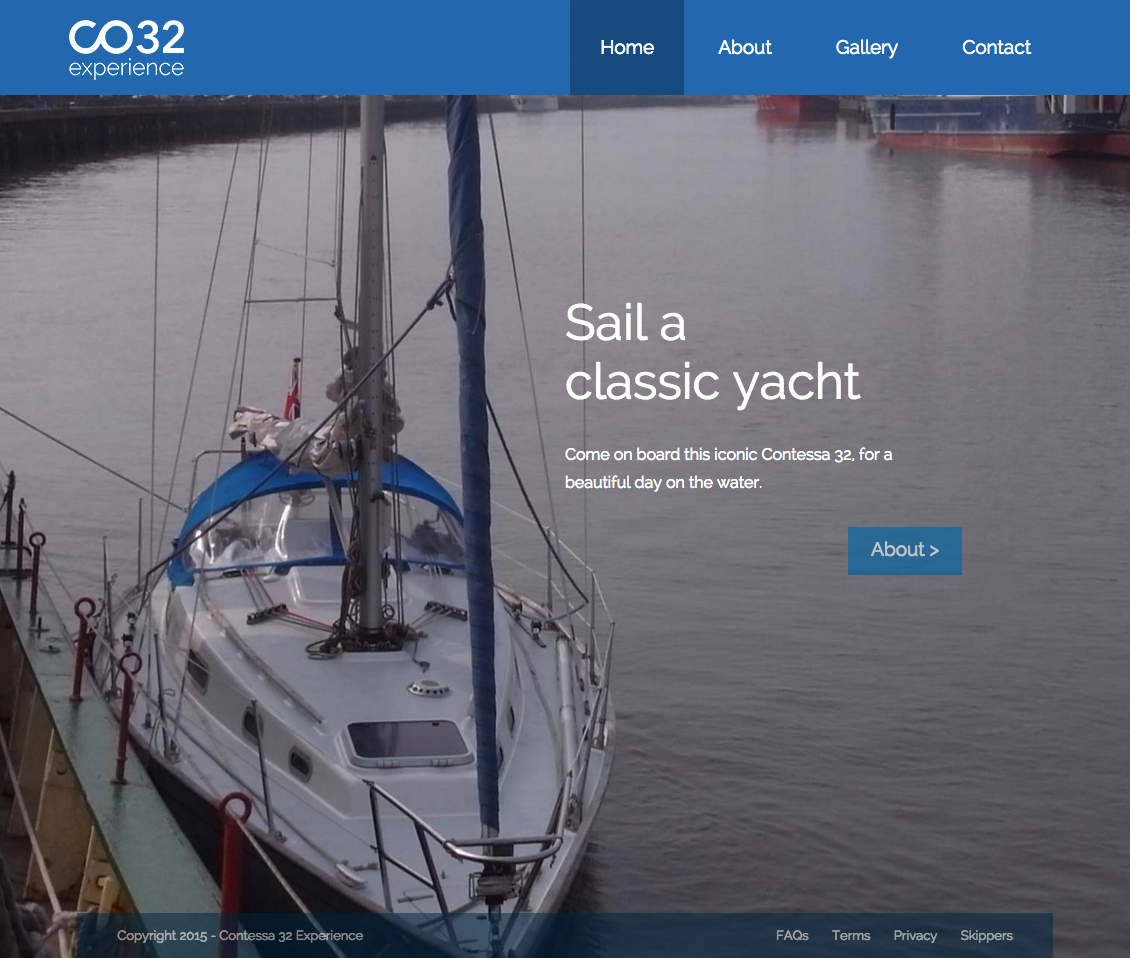 CO32
experience
Home About Gallery Contact
Sail a
classic yacht
Come on board this iconic Contessa 32, for a
beautiful day on the water.
About >
Copyright 2015 - Contessa 32 Experience FAQs Terms Privacy Skippers